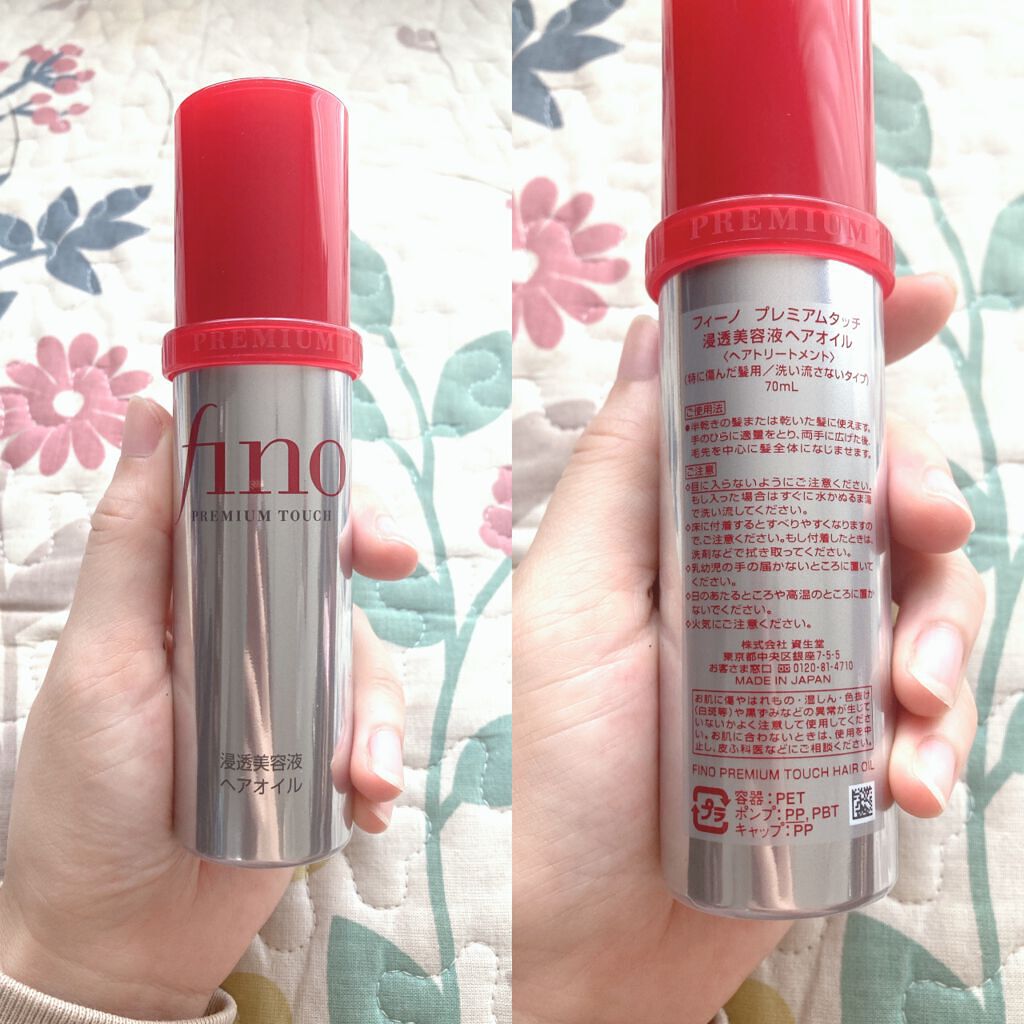 PREMIUM T
fino
PREMIUM TOUCH
浸透美容液
ヘアオイル
PREMIUM
フィーノ プレミアムタッチ
浸透美容液ヘアオイル
〈ヘアトリートメント〉
(特に傷んだ髪用／洗い流さないタイプ)
70mL
ご使用法
●半乾きの髪または乾いた髪に使えます。
手のひらに適量をとり、両手に広げた後、
毛先を中心に髪全体になじませます。
ご注意
◇目に入らないようにご注意ください。
もし入った場合はすぐに水かぬるま湯
で洗い流してください。
◇床に付着するとすべりやすくなりますの
で、ご注意ください。もし付着したときは、
洗剤などで拭き取ってください。
◇乳幼児の手の届かないところに置いて
ください。
◇日のあたるところや高温のところに置か
ないでください。
◇火気にご注意ください。
株式会社 資生堂
東京都中央区銀座7-5-5
お客さま窓口 0120-81-4710
MADE IN JAPAN
お肌に傷やはれもの・湿しん・色抜け
(白斑等)や黒ずみなどの異常が生じて
いないかよく注意して使用してくださ
い。お肌に合わないときは、使用を中
止し、皮ふ科医などにご相談ください。
FINO PREMIUM TOUCH HAIR OIL
プラ
容器：PET
ポンプ：PP, PBT
キャップ：PP